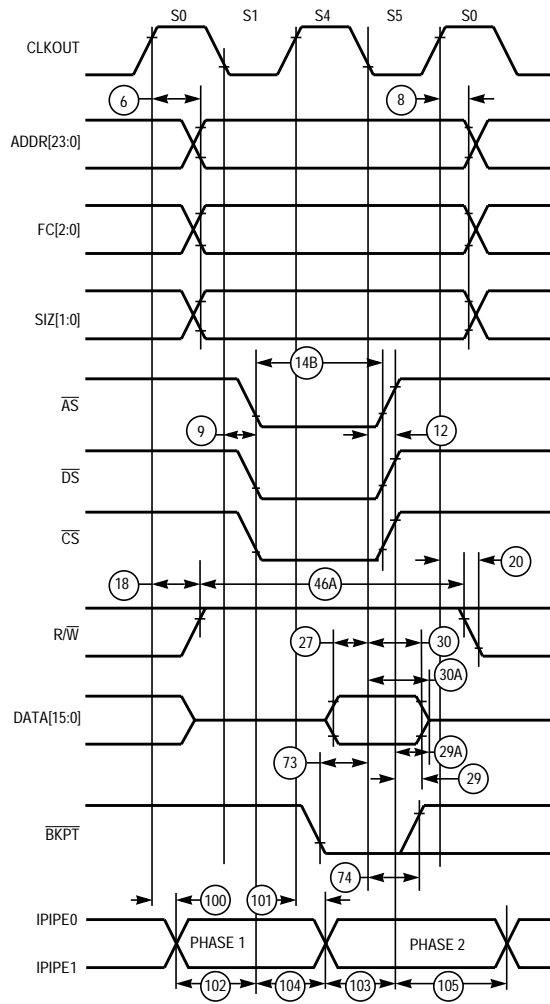 S0 S1 S4 S5 S0
CLKOUT
6 8
ADDR[23:0]
FC[2:0]
SIZ[1:0]
14B
AS
9 12
DS
CS
20
18 46A
R/W
27 30
30A
DATA[15:0]
29A
73 29
BKPT
74
100 101
IPIPE0
PHASE 1 PHASE 2
IPIPE1
102 104 103 105